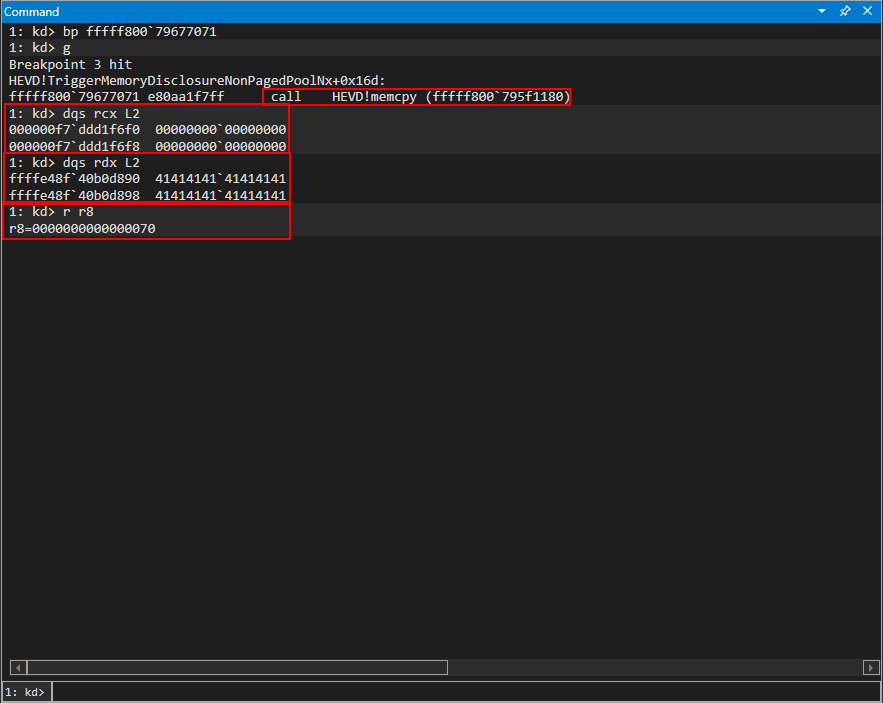 Command
1: kd> bp fffff800`79677071
1: kd> g
Breakpoint 3 hit
HEVD!TriggerMemoryDisclosureNonPagedPoolNx+0x16d:
fffff800`79677071 e80aa1f7ff      call    HEVD!memcpy (fffff800`795f1180)
1: kd> dqs rcx L2
000000f7`ddd1f6f0  00000000`00000000
000000f7`ddd1f6f8  00000000`00000000
1: kd> dqs rdx L2
ffffe48f`40b0d890  41414141`41414141
ffffe48f`40b0d898  41414141`41414141
1: kd> r r8
r8=0000000000000070
1: kd>